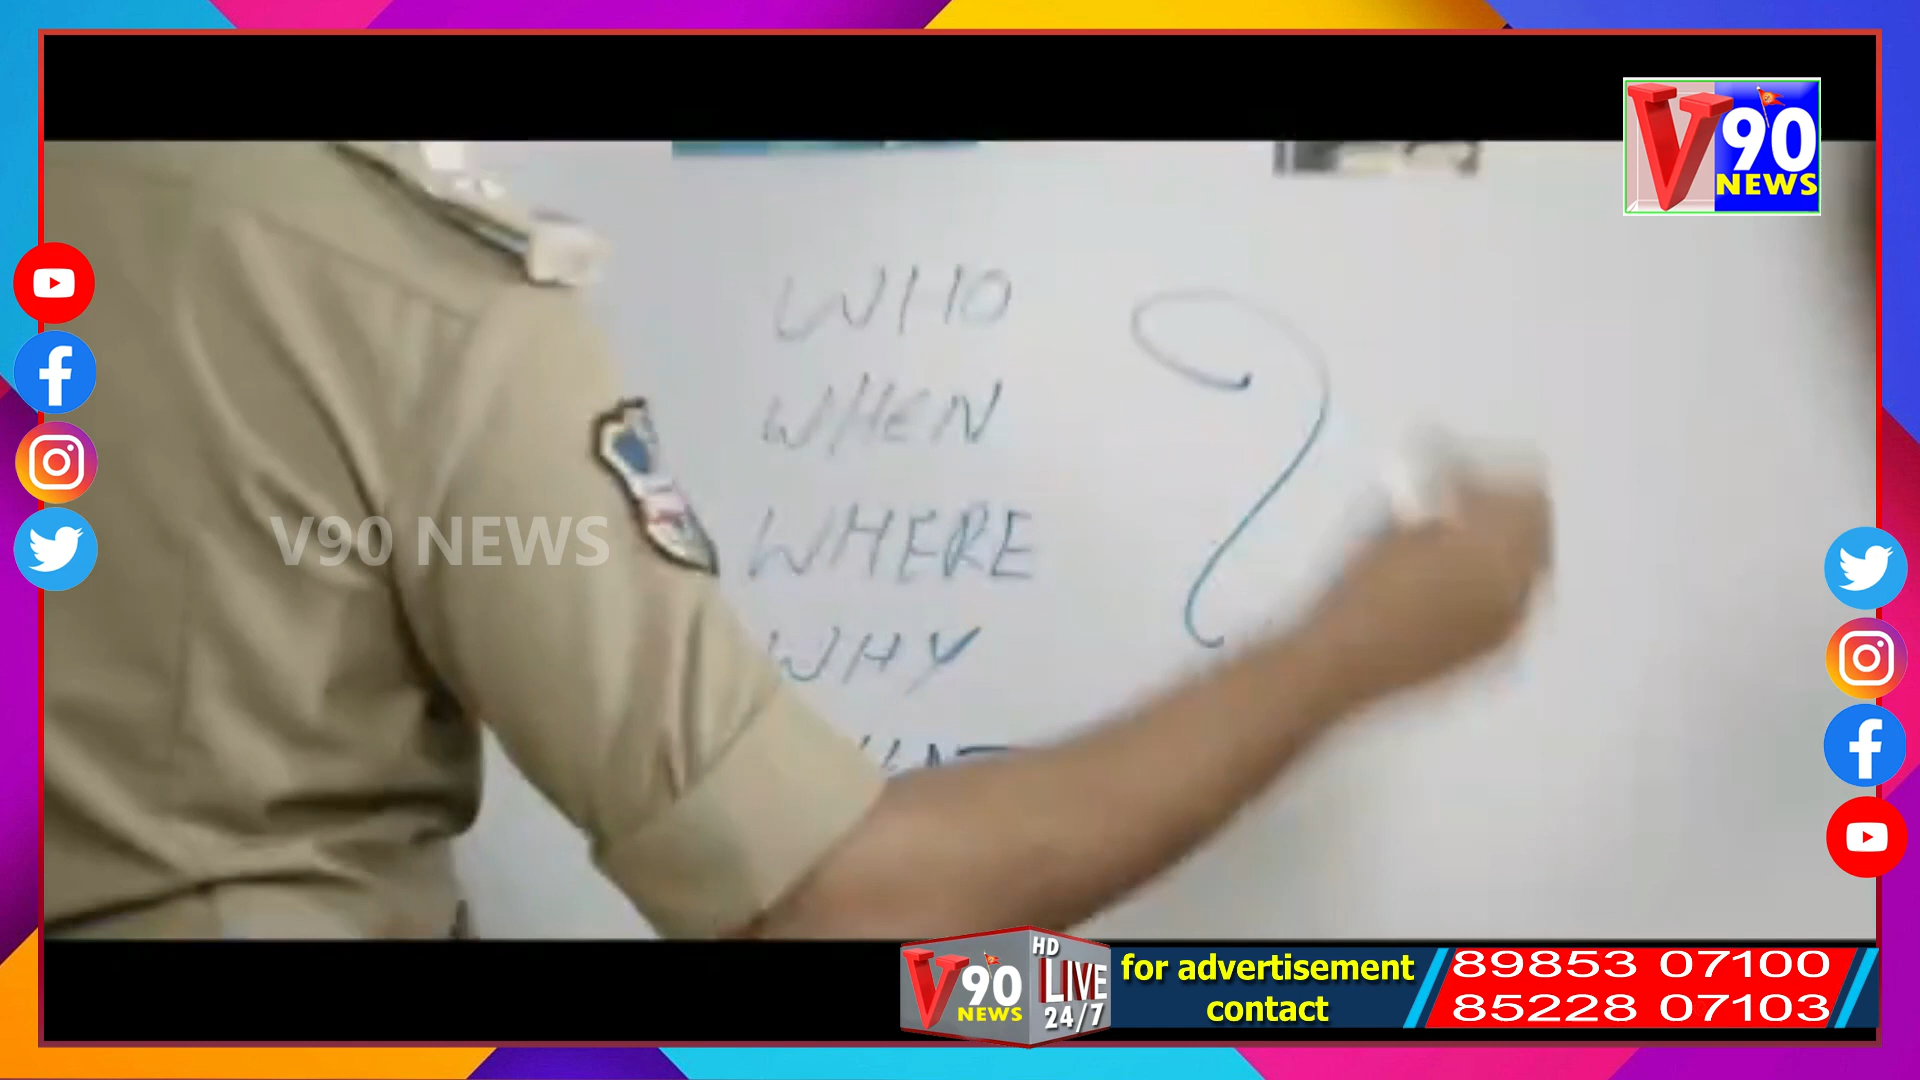 V90
NEWS
WHO
WHEN
WHERE
WHY
V90 NEWS
V90
NEWS
HD
LIVE
24/7
for advertisement
contact
89853 07100
85228 07103